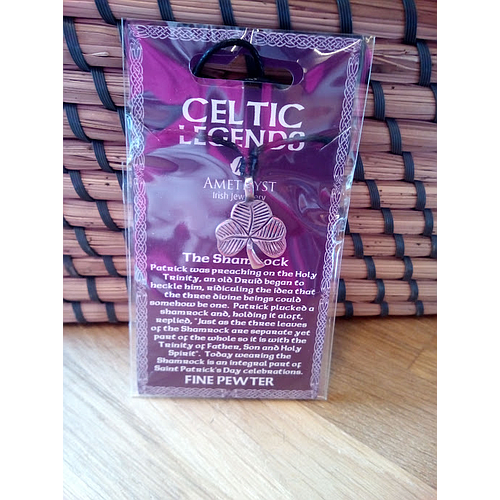 CELTIC
LEGENDS
AMETHYST
Irish Jewellery
The Shamrock
Patrick was preaching on the Holy
Trinity, an old Druid began to
heckle him, ridiculing the idea that
the three divine beings could
somehow be one. Patrick plucked a
shamrock and, holding it aloft,
replied, "Just as the three leaves
of the Shamrock are separate yet
part of the whole so it is with the
Trinity of Father, Son and Holy
Spirit". Today wearing the
Shamrock is an integral part of
Saint Patrick's Day celebrations.
FINE PEWTER